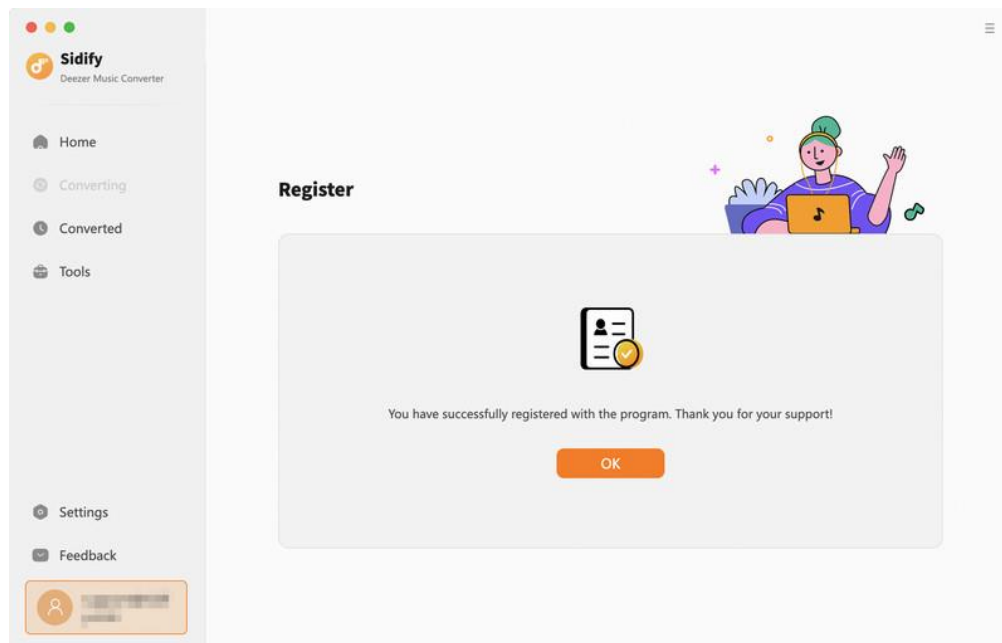 Sidify
Deezer Music Converter
Home
Converting
Converted
Tools
Settings
Feedback
Register
You have successfully registered with the program. Thank you for your support!
OK